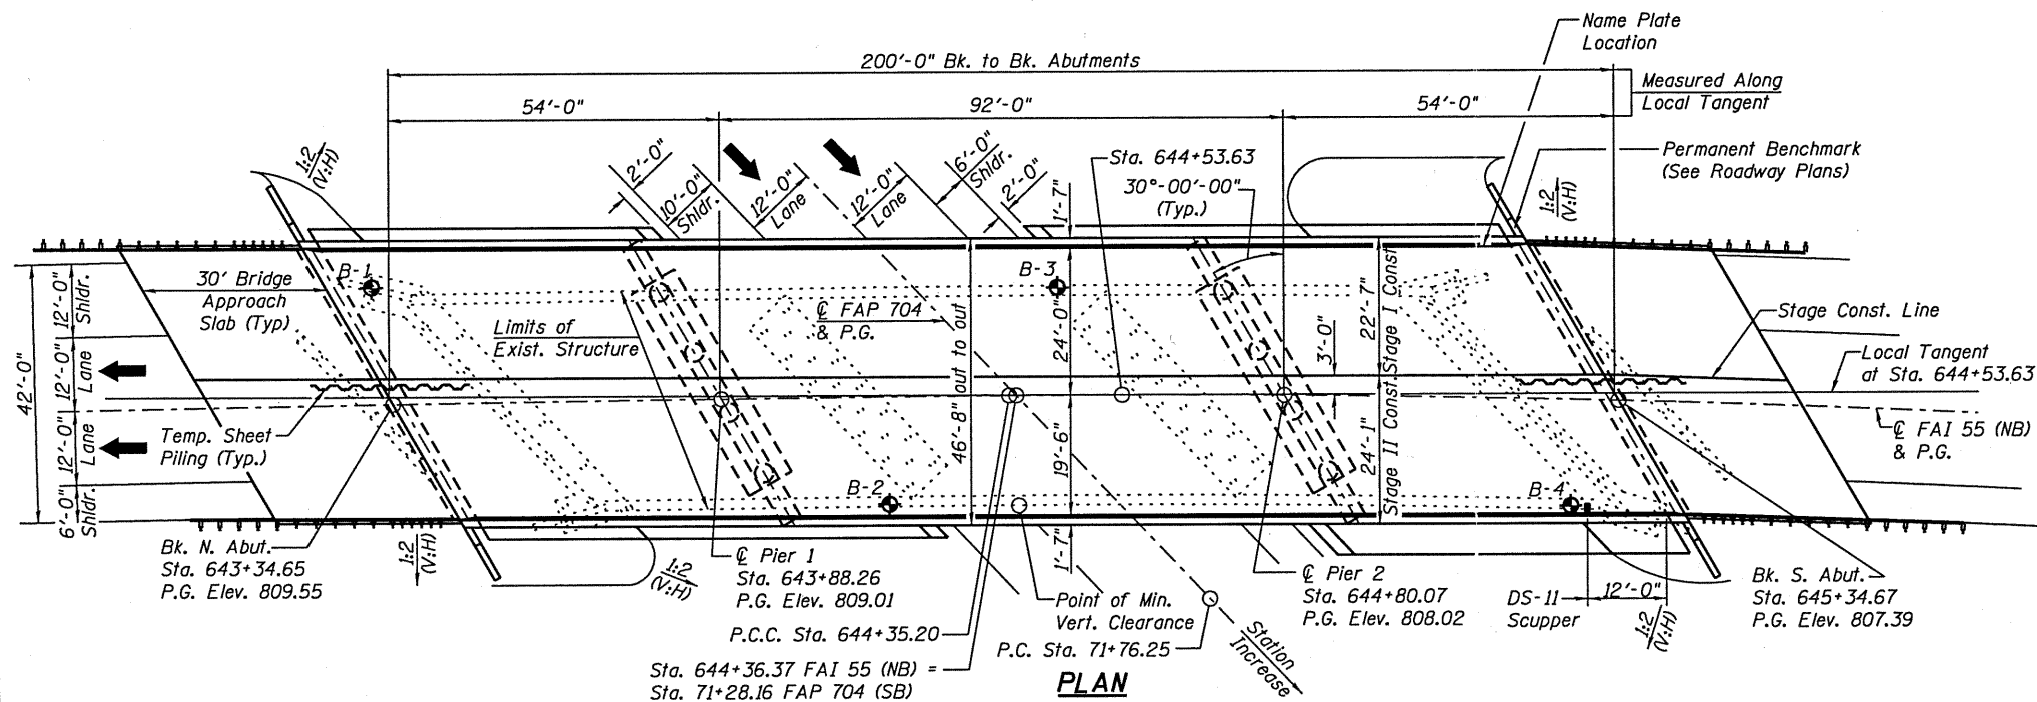 Name Plate
Location
200'-0" Bk. to Bk. Abutments
Measured Along
Local Tangent
54'-0"
92'-0"
54'-0"
1:2
(V:H)
2'-0"
10'-0"
Shldr.
12'-0"
Lane
12'-0"
Lane
6'-0"
Shldr.
2'-0"
1'-7"
Sta. 644+53.63
30°-00'-00"
(Typ.)
Permanent Benchmark
(See Roadway Plans)
1:2
(V:H)
B-1
B-3
30' Bridge
Approach
Slab (Typ)
Limits of
Exist. Structure
℄ FAP 704
& P.G.
46'-8" out to out
24'-0"
3'-0"
22'-7"
Stage I Const
Stage Const. Line
Local Tangent
at Sta. 644+53.63
42'-0"
12'-0"
Shldr.
12'-0"
Lane
12'-0"
Lane
6'-0"
Shldr.
Temp. Sheet
Piling (Typ.)
19'-6"
24'-1"
Stage II Const.
℄ FAI 55 (NB)
& P.G.
B-2
B-4
Bk. N. Abut.
Sta. 643+34.65
P.G. Elev. 809.55
1:2
(V:H)
1:2
(V:H)
℄ Pier 1
Sta. 643+88.26
P.G. Elev. 809.01
1'-7"
Point of Min.
Vert. Clearance
℄ Pier 2
Sta. 644+80.07
P.G. Elev. 808.02
DS-11
Scupper
12'-0"
1:2
(V:H)
Bk. S. Abut.
Sta. 645+34.67
P.G. Elev. 807.39
P.C.C. Sta. 644+35.20
P.C. Sta. 71+76.25
Station
Increase
Sta. 644+36.37 FAI 55 (NB) =
Sta. 71+28.16 FAP 704 (SB)
PLAN